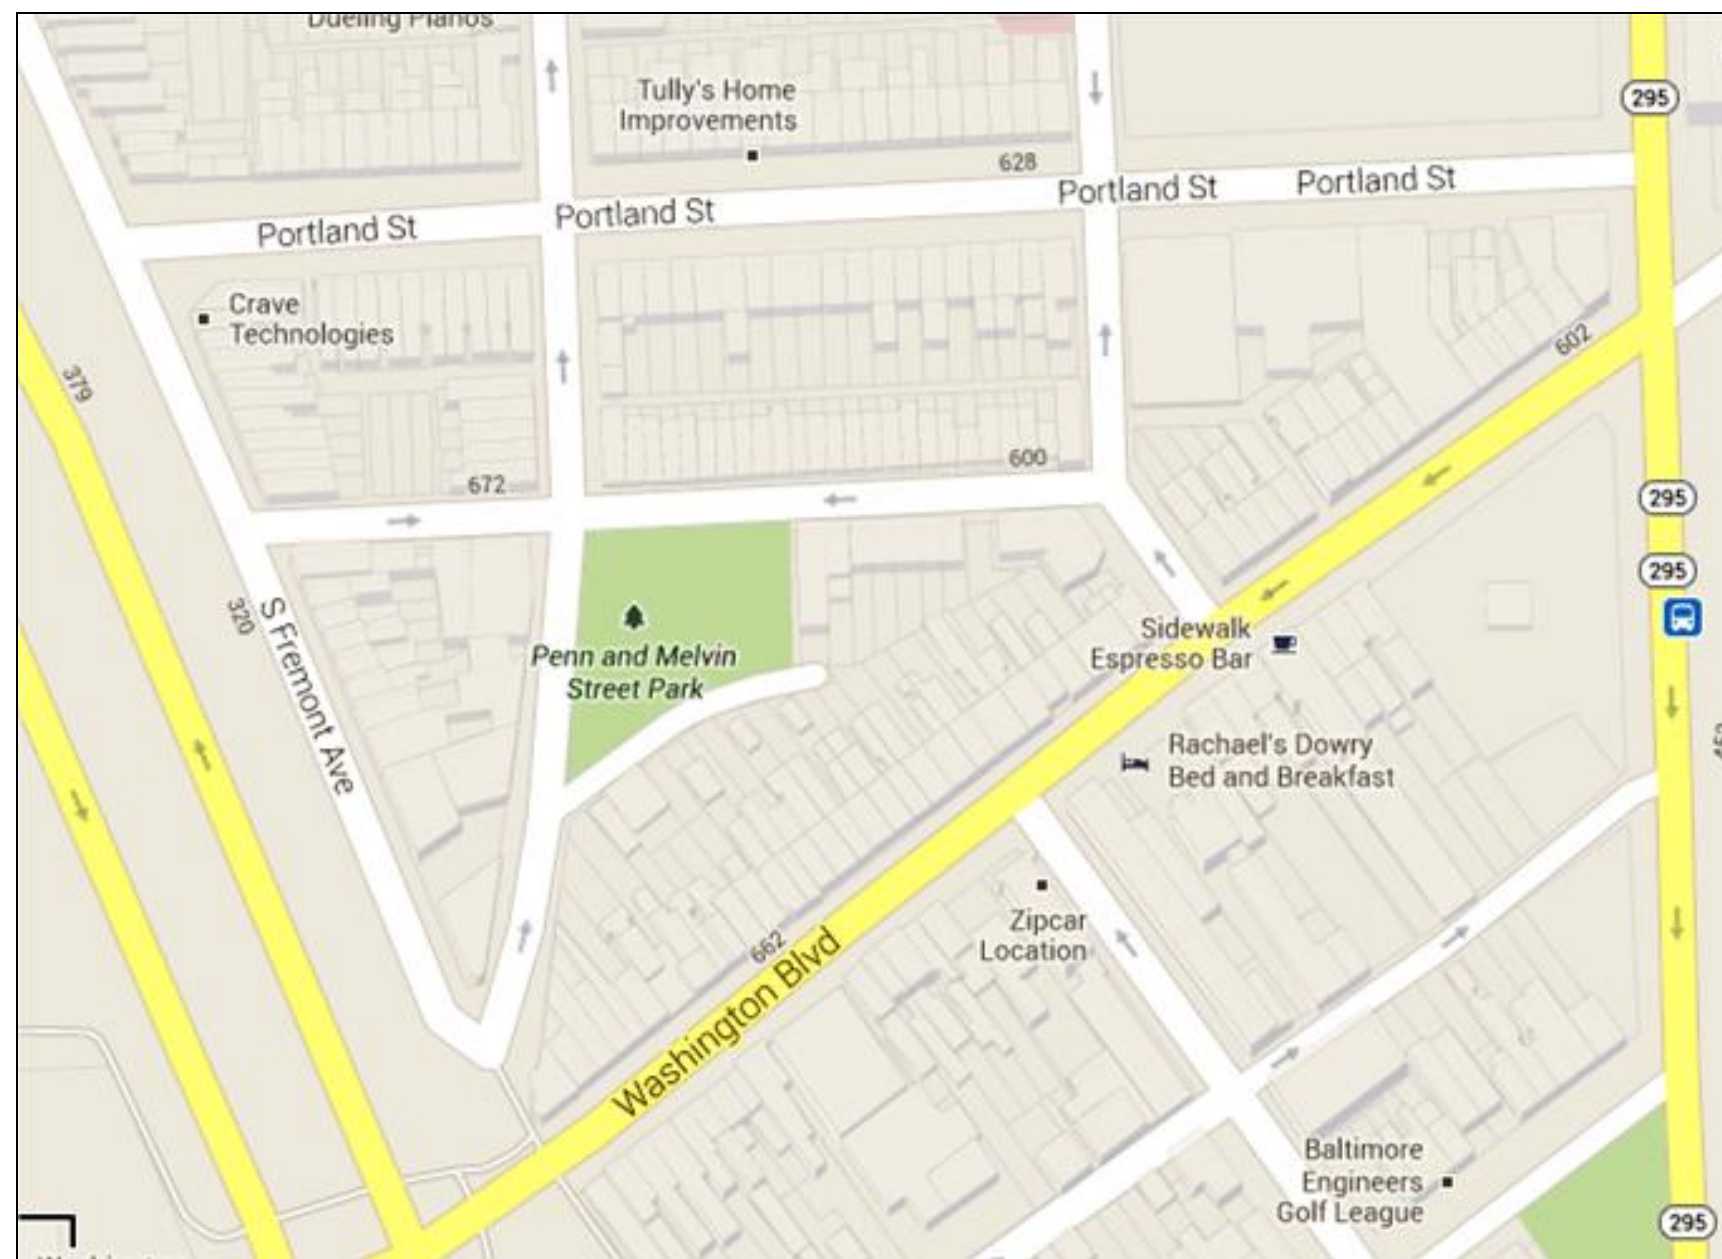 Dueling Pianos
Tully's Home
Improvements
295
628
Portland St
Portland St
Portland St
Portland St
Crave
Technologies
602
379
600
672
295
295
320
S Fremont Ave
Penn and Melvin
Street Park
Sidewalk
Espresso Bar
Rachael's Dowry
Bed and Breakfast
Zipcar
Location
662
Washington Blvd
Baltimore
Engineers
Golf League
295